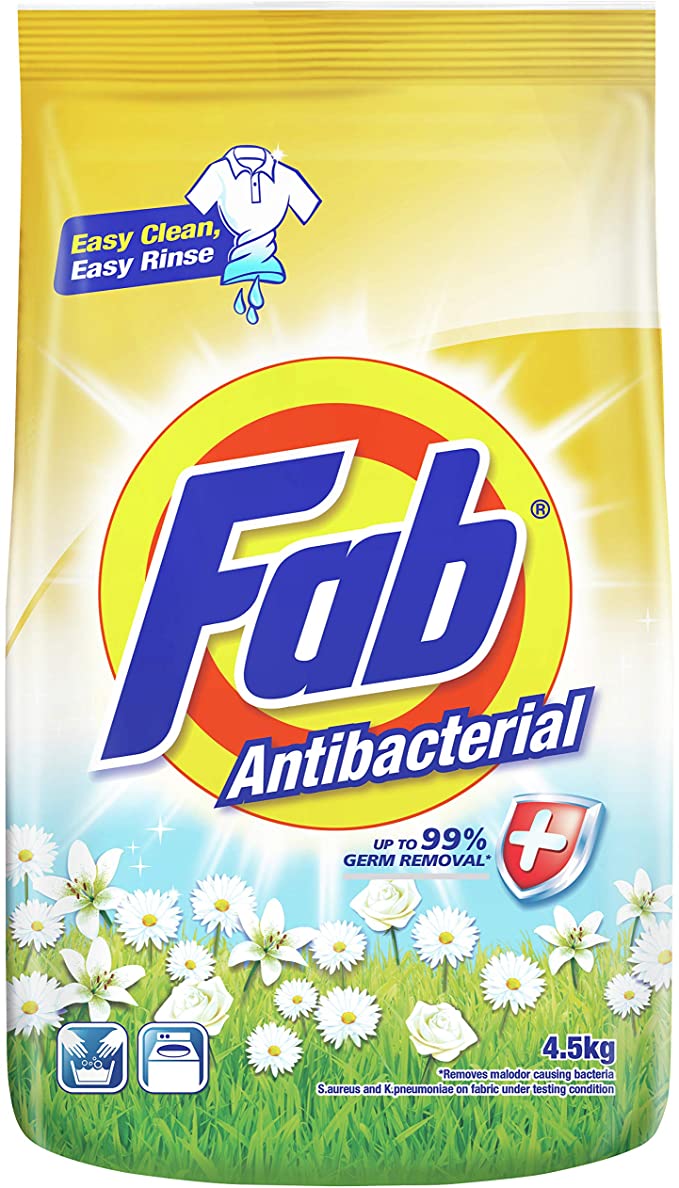 Easy Clean,
Easy Rinse
Fab®
Antibacterial
UP TO 99%
GERM REMOVAL*
4.5kg
*Removes malodor causing bacteria
S.aureus and K.pneumoniae on fabric under testing condition